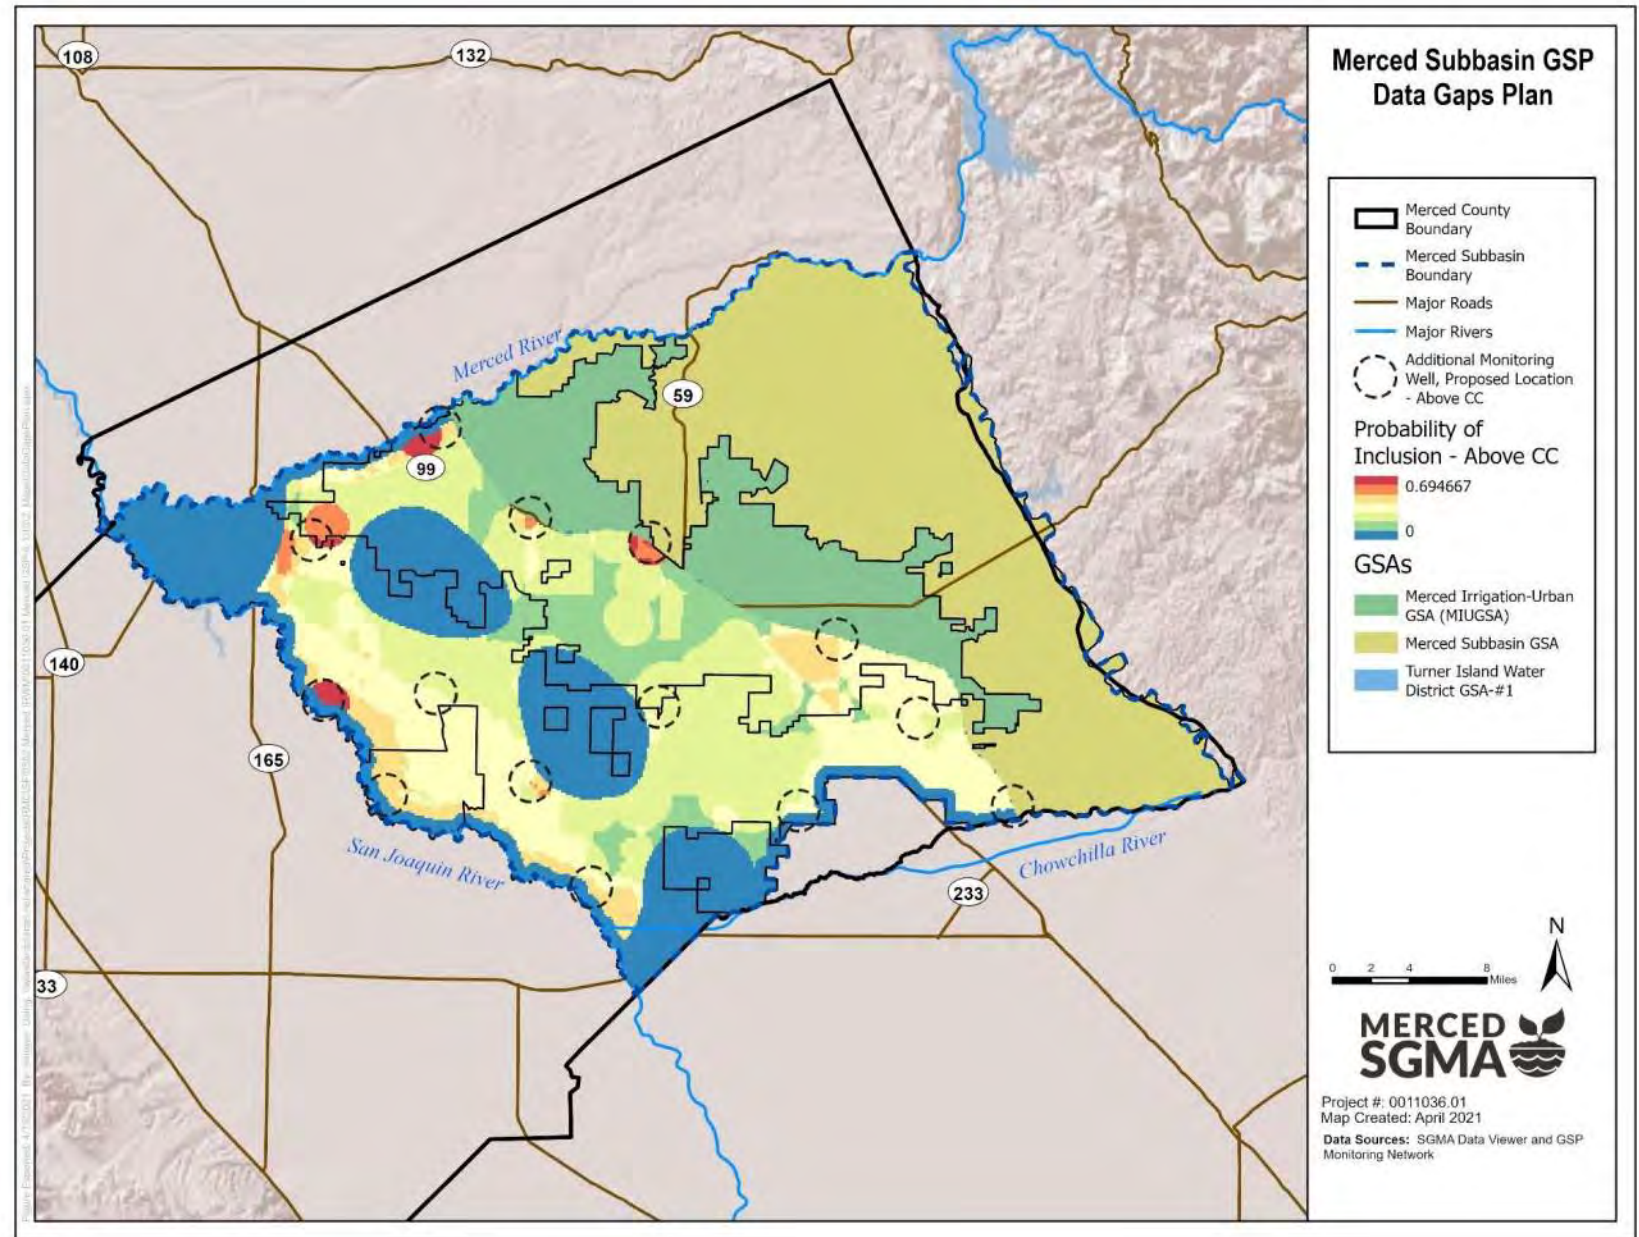 108
132
Merced River
59
99
140
165
San Joaquin River
Chowchilla River
233
33
Merced Subbasin GSP
Data Gaps Plan
Merced County
Boundary
Merced Subbasin
Boundary
Major Roads
Major Rivers
Additional Monitoring
Well, Proposed Location
- Above CC
Probability of
Inclusion - Above CC
0.694667
0
GSAs
Merced Irrigation-Urban
GSA (MIUGSA)
Merced Subbasin GSA
Turner Island Water
District GSA-#1
N
0 2 4 8
Miles
MERCED
SGMA
Project #: 0011036.01
Map Created: April 2021
Data Sources: SGMA Data Viewer and GSP
Monitoring Network